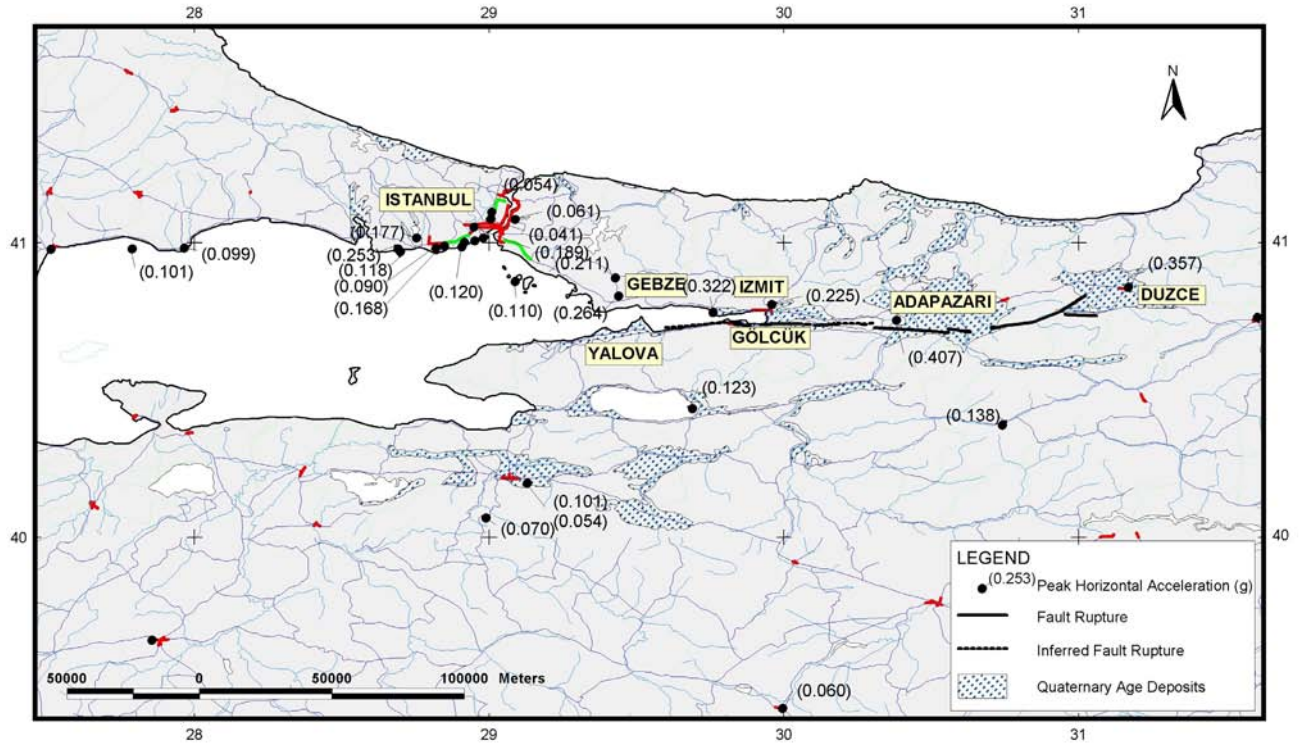 28
29
30
31
N
(0.054)
ISTANBUL
(0.061)
(0.177)
(0.041)
41
41
(0.189)
(0.253)
(0.211)
(0.118)
(0.099)
(0.101)
(0.357)
(0.090)
GEBZE
(0.322)
IZMIT
(0.168)
(0.120)
(0.225)
ADAPAZARI
DUZCE
(0.110)
(0.264)
GÖLCÜK
YALOVA
(0.407)
(0.123)
(0.138)
(0.101)
(0.054)
(0.070)
40
40
LEGEND
(0.253) Peak Horizontal Acceleration (g)
Fault Rupture
Inferred Fault Rupture
Quaternary Age Deposits
50000 0 50000 100000 Meters
(0.060)
28
29
30
31